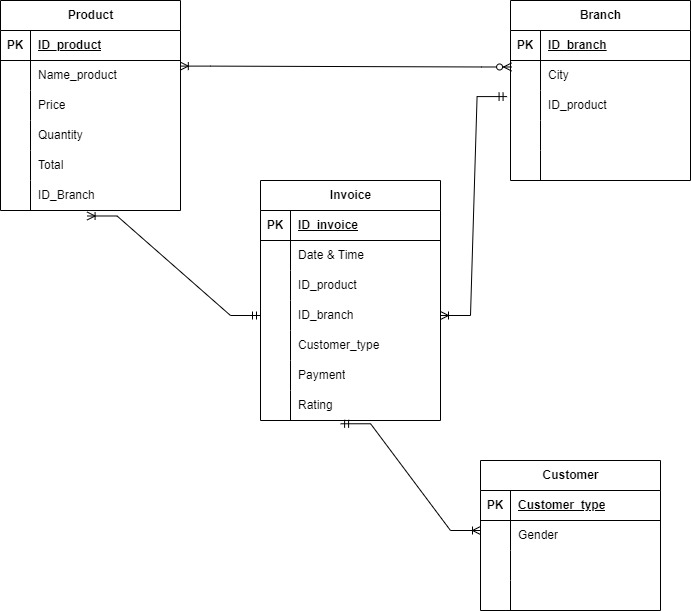 Product
PK ID_product
Name_product
Price
Quantity
Total
ID_Branch
Branch
PK ID_branch
City
ID_product
Invoice
PK ID_invoice
Date & Time
ID_product
ID_branch
Customer_type
Payment
Rating
Customer
PK Customer_type
Gender